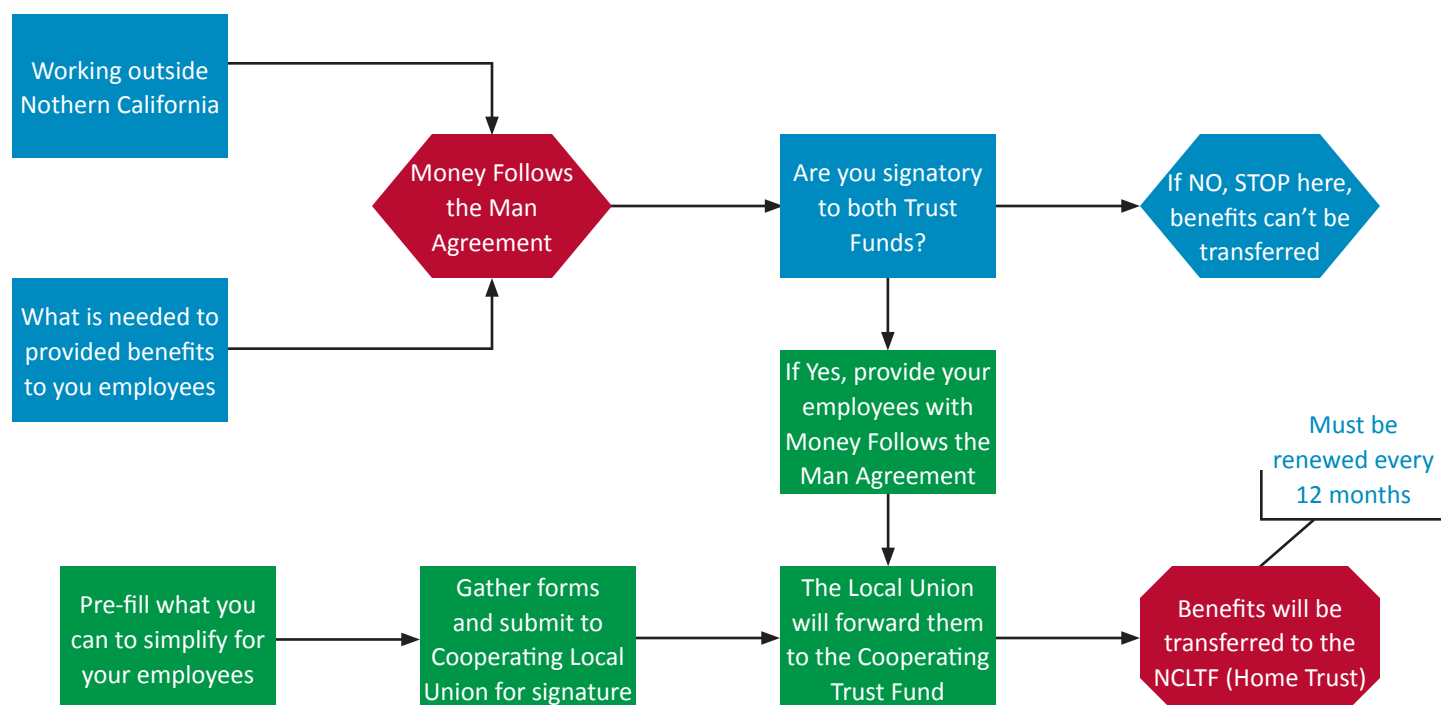 Working outside
Nothern California
Money Follows
the Man
Agreement
Are you signatory
to both Trust
Funds?
If NO, STOP here,
benefits can’t be
transferred
What is needed to
provided benefits
to you employees
If Yes, provide your
employees with
Money Follows the
Man Agreement
Must be
renewed every
12 months
Pre-fill what you
can to simplify for
your employees
Gather forms
and submit to
Cooperating Local
Union for signature
The Local Union
will forward them
to the Cooperating
Trust Fund
Benefits will be
transferred to the
NCLTF (Home Trust)